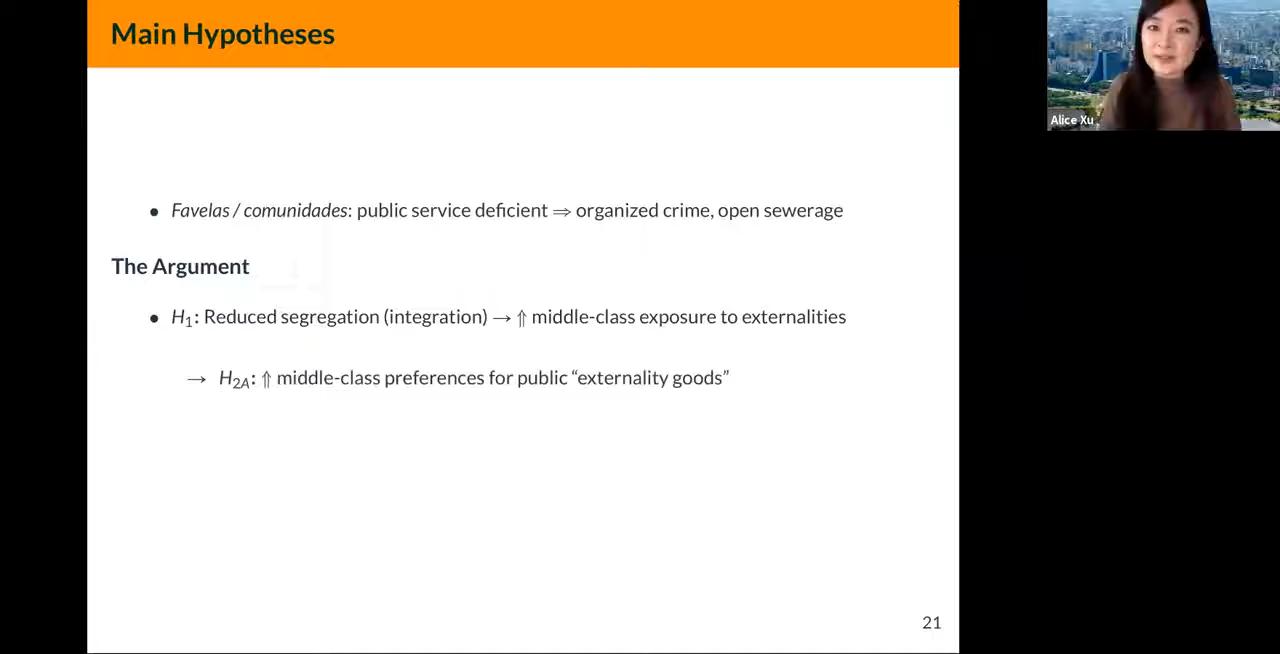 Main Hypotheses
Alice Xu
• Favelas / comunidades: public service deficient ⇒ organized crime, open sewerage
The Argument
• H1: Reduced segregation (integration) → ⇑ middle-class exposure to externalities
→ H2A: ⇑ middle-class preferences for public “externality goods”
21